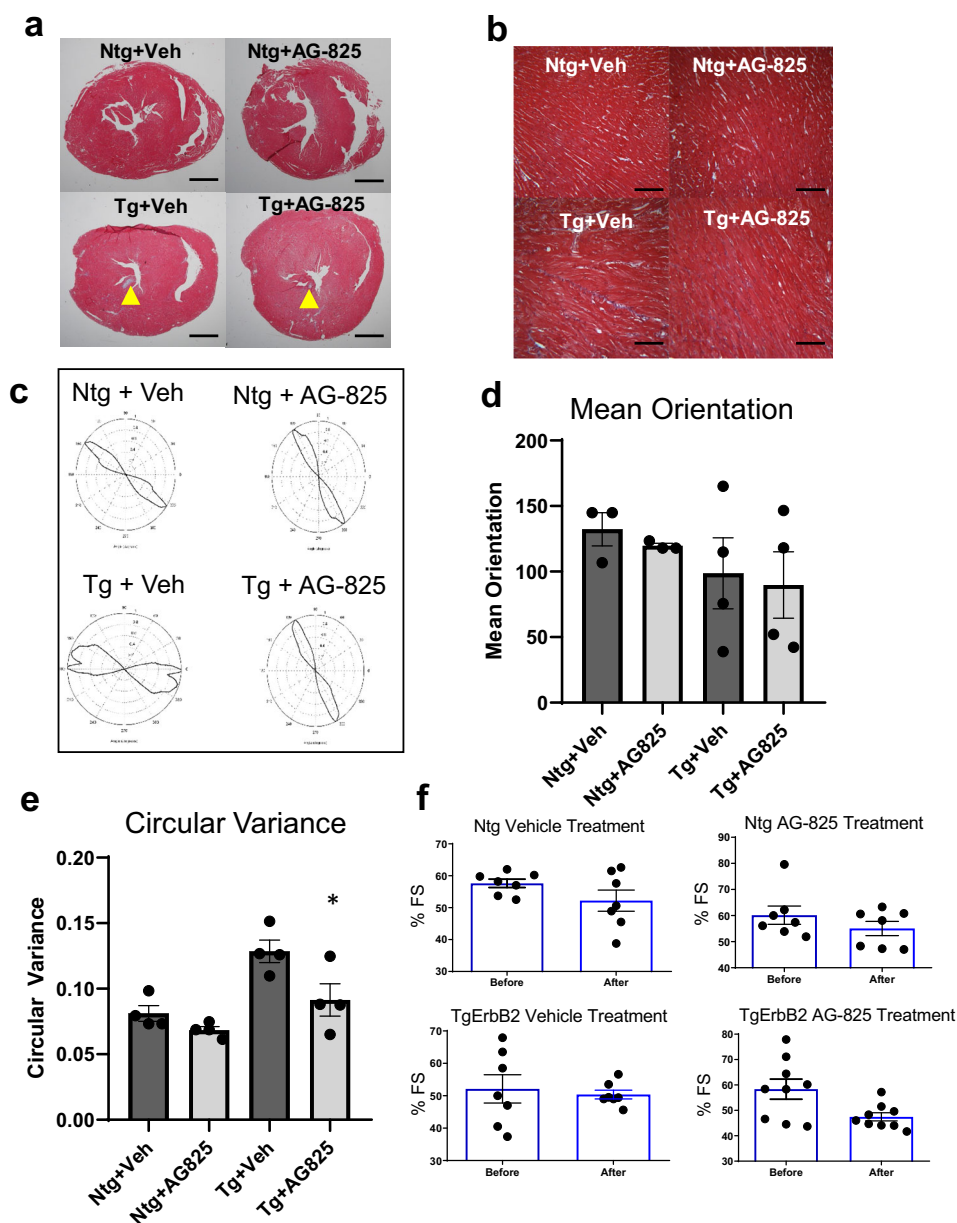 a
Ntg+Veh
Ntg+AG-825
Tg+Veh
Tg+AG-825
b
Ntg+Veh
Ntg+AG-825
Tg+Veh
Tg+AG-825
c
Ntg + Veh
Ntg + AG-825
Tg + Veh
Tg + AG-825
d
Mean Orientation
Mean Orientation
200
150
100
50
0
Ntg+Veh
Ntg+AG825
Tg+Veh
Tg+AG825
e
Circular Variance
Circular Variance
0.20
0.15
0.10
0.05
0.00
*
Ntg+Veh
Ntg+AG825
Tg+Veh
Tg+AG825
f
Ntg Vehicle Treatment
% FS
70
60
50
40
30
Before
After
Ntg AG-825 Treatment
% FS
90
80
70
60
50
40
Before
After
TgErbB2 Vehicle Treatment
% FS
70
60
50
40
30
Before
After
TgErbB2 AG-825 Treatment
% FS
80
70
60
50
40
30
Before
After